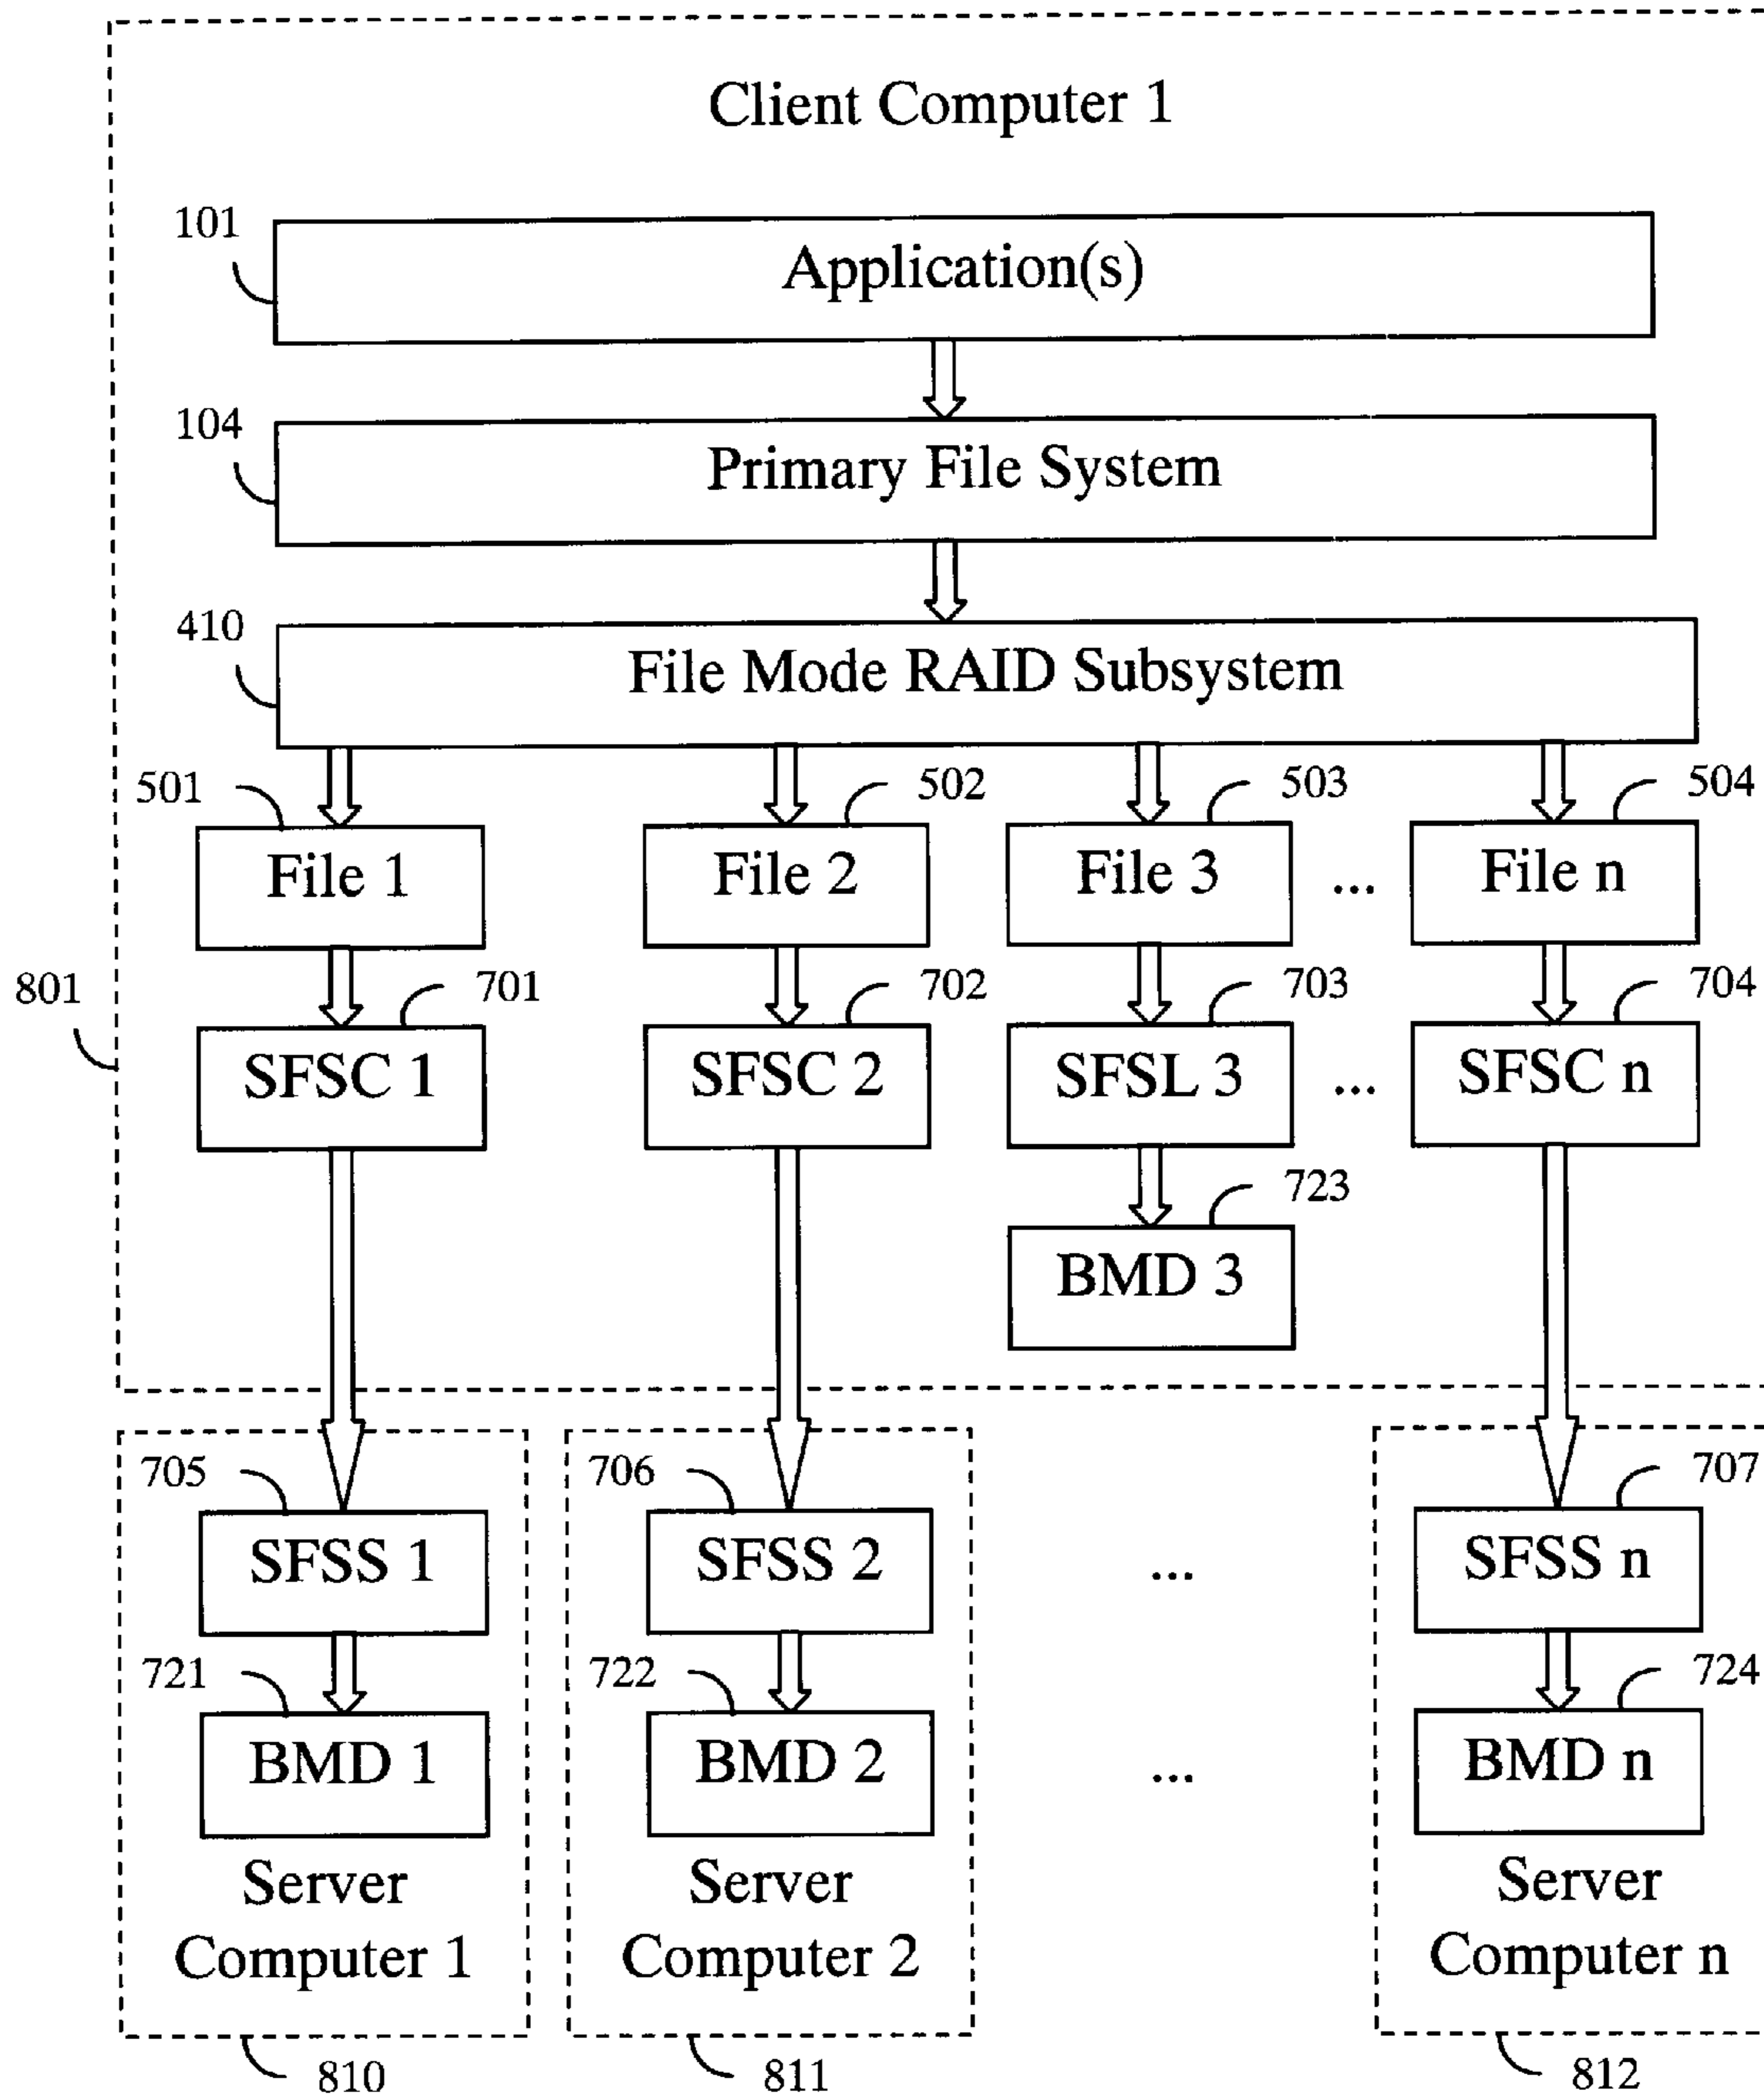 Client Computer 1
101
Application(s)
104
Primary File System
410
File Mode RAID Subsystem
501 502 503 504
File 1 File 2 File 3 ... File n
801
701 702 703 704
SFSC 1 SFSC 2 SFSL 3 ... SFSC n
723
BMD 3
705 706 707
SFSS 1 SFSS 2 ... SFSS n
721 722 724
BMD 1 BMD 2 ... BMD n
Server Server Server
Computer 1 Computer 2 Computer n
810 811 812